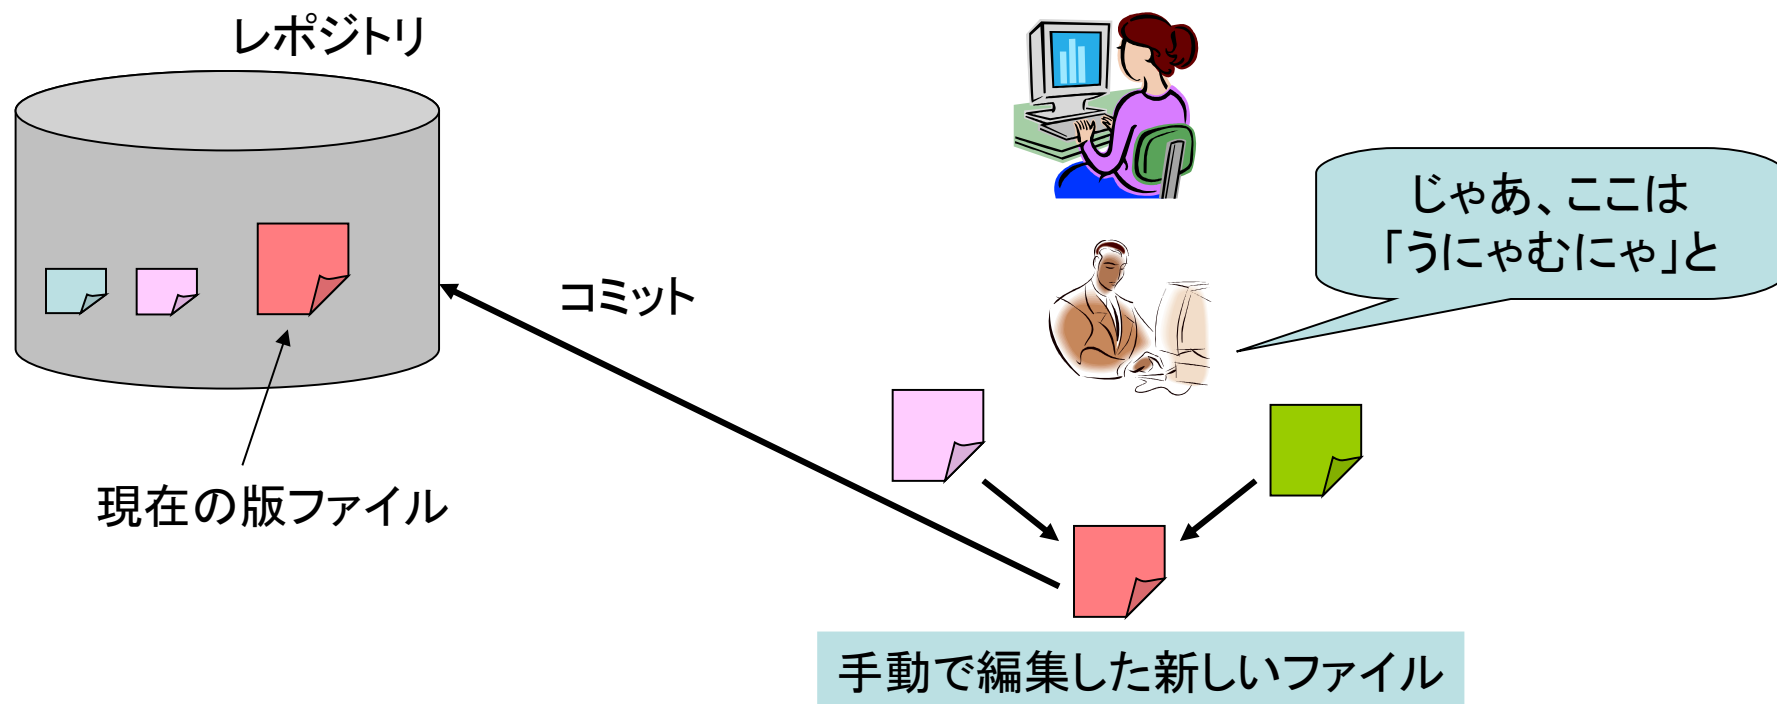 レポジトリ
じゃあ、ここは
「うにゃむにゃ」と
コミット
現在の版ファイル
手動で編集した新しいファイル